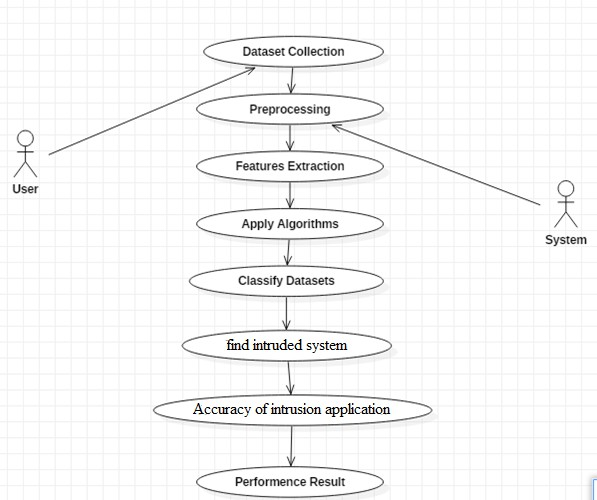 Dataset Collection
Preprocessing
User
Features Extraction
System
Apply Algorithms
Classify Datasets
find intruded system
Accuracy of intrusion application
Performence Result